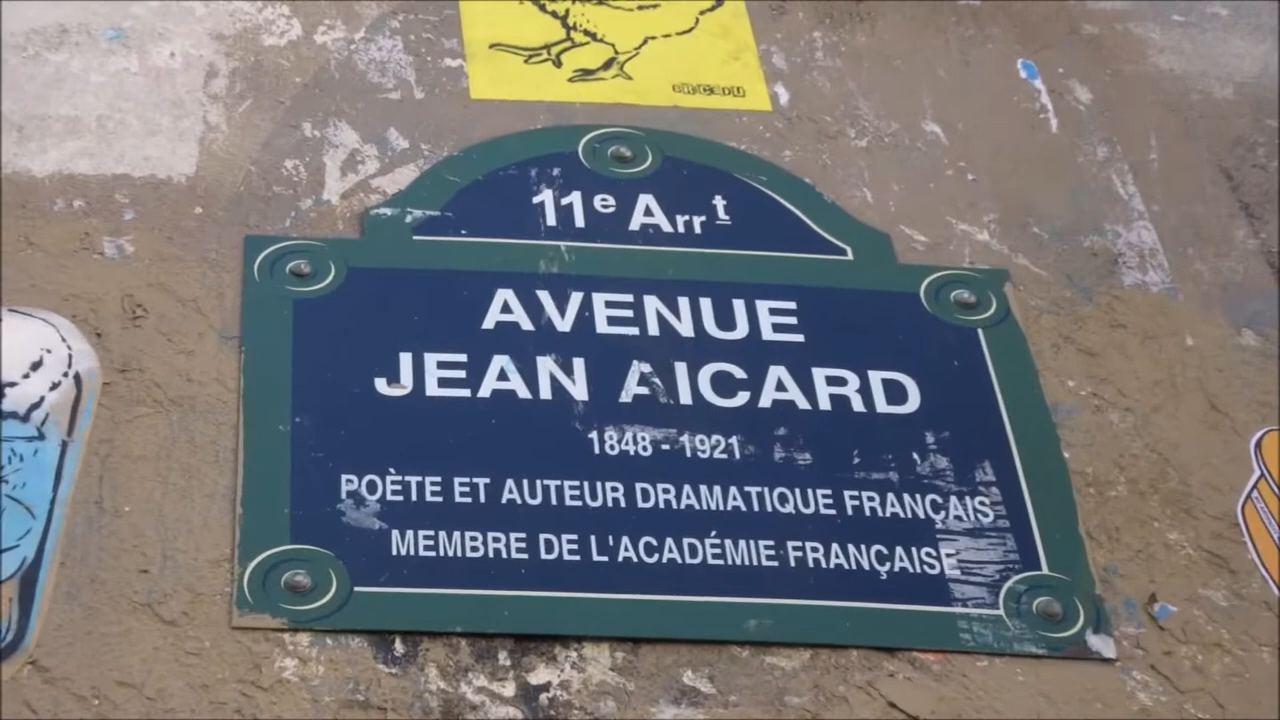 11e Arrt
AVENUE
JEAN AICARD
1848 - 1921
POÈTE ET AUTEUR DRAMATIQUE FRANÇAIS
MEMBRE DE L'ACADÉMIE FRANÇAISE